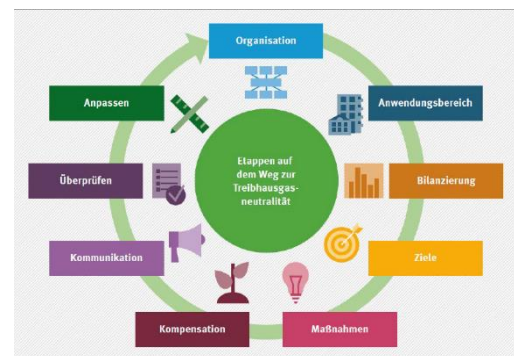 Organisation
Anwendungsbereich
Bilanzierung
Ziele
Maßnahmen
Kompensation
Kommunikation
Überprüfen
Anpassen
Etappen auf
dem Weg zur
Treibhausgas-
neutralität